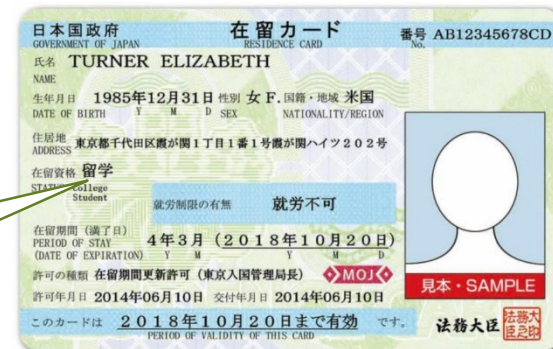 日本国政府 在留カード 番号 AB12345678CD
GOVERNMENT OF JAPAN RESIDENCE CARD No.
氏名 TURNER ELIZABETH
NAME
生年月日 1985年12月31日 性別 女 F. 国籍・地域 米国
DATE OF BIRTH Y M D SEX NATIONALITY/REGION
住居地 東京都千代田区霞が関1丁目1番1号霞が関ハイツ202号
ADDRESS
在留資格 留学
STATUS College
Student
就労制限の有無 就労不可
在留期間(満了日) 4年3月(2018年10月20日)
PERIOD OF STAY
(DATE OF EXPIRATION) Y M Y M D
許可の種類 在留期間更新許可(東京入国管理局長) MOJ
見本・SAMPLE
許可年月日 2014年06月10日 交付年月日 2014年06月10日
このカードは 2018年10月20日まで有効 です。
PERIOD OF VALIDITY OF THIS CARD
法務大臣 法務大臣之印